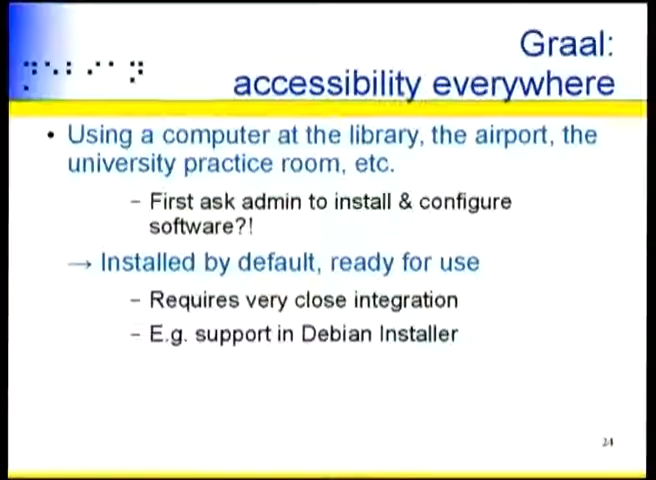 Graal:
accessibility everywhere
• Using a computer at the library, the airport, the
university practice room, etc.
– First ask admin to install & configure
software?!
→ Installed by default, ready for use
– Requires very close integration
– E.g. support in Debian Installer
24